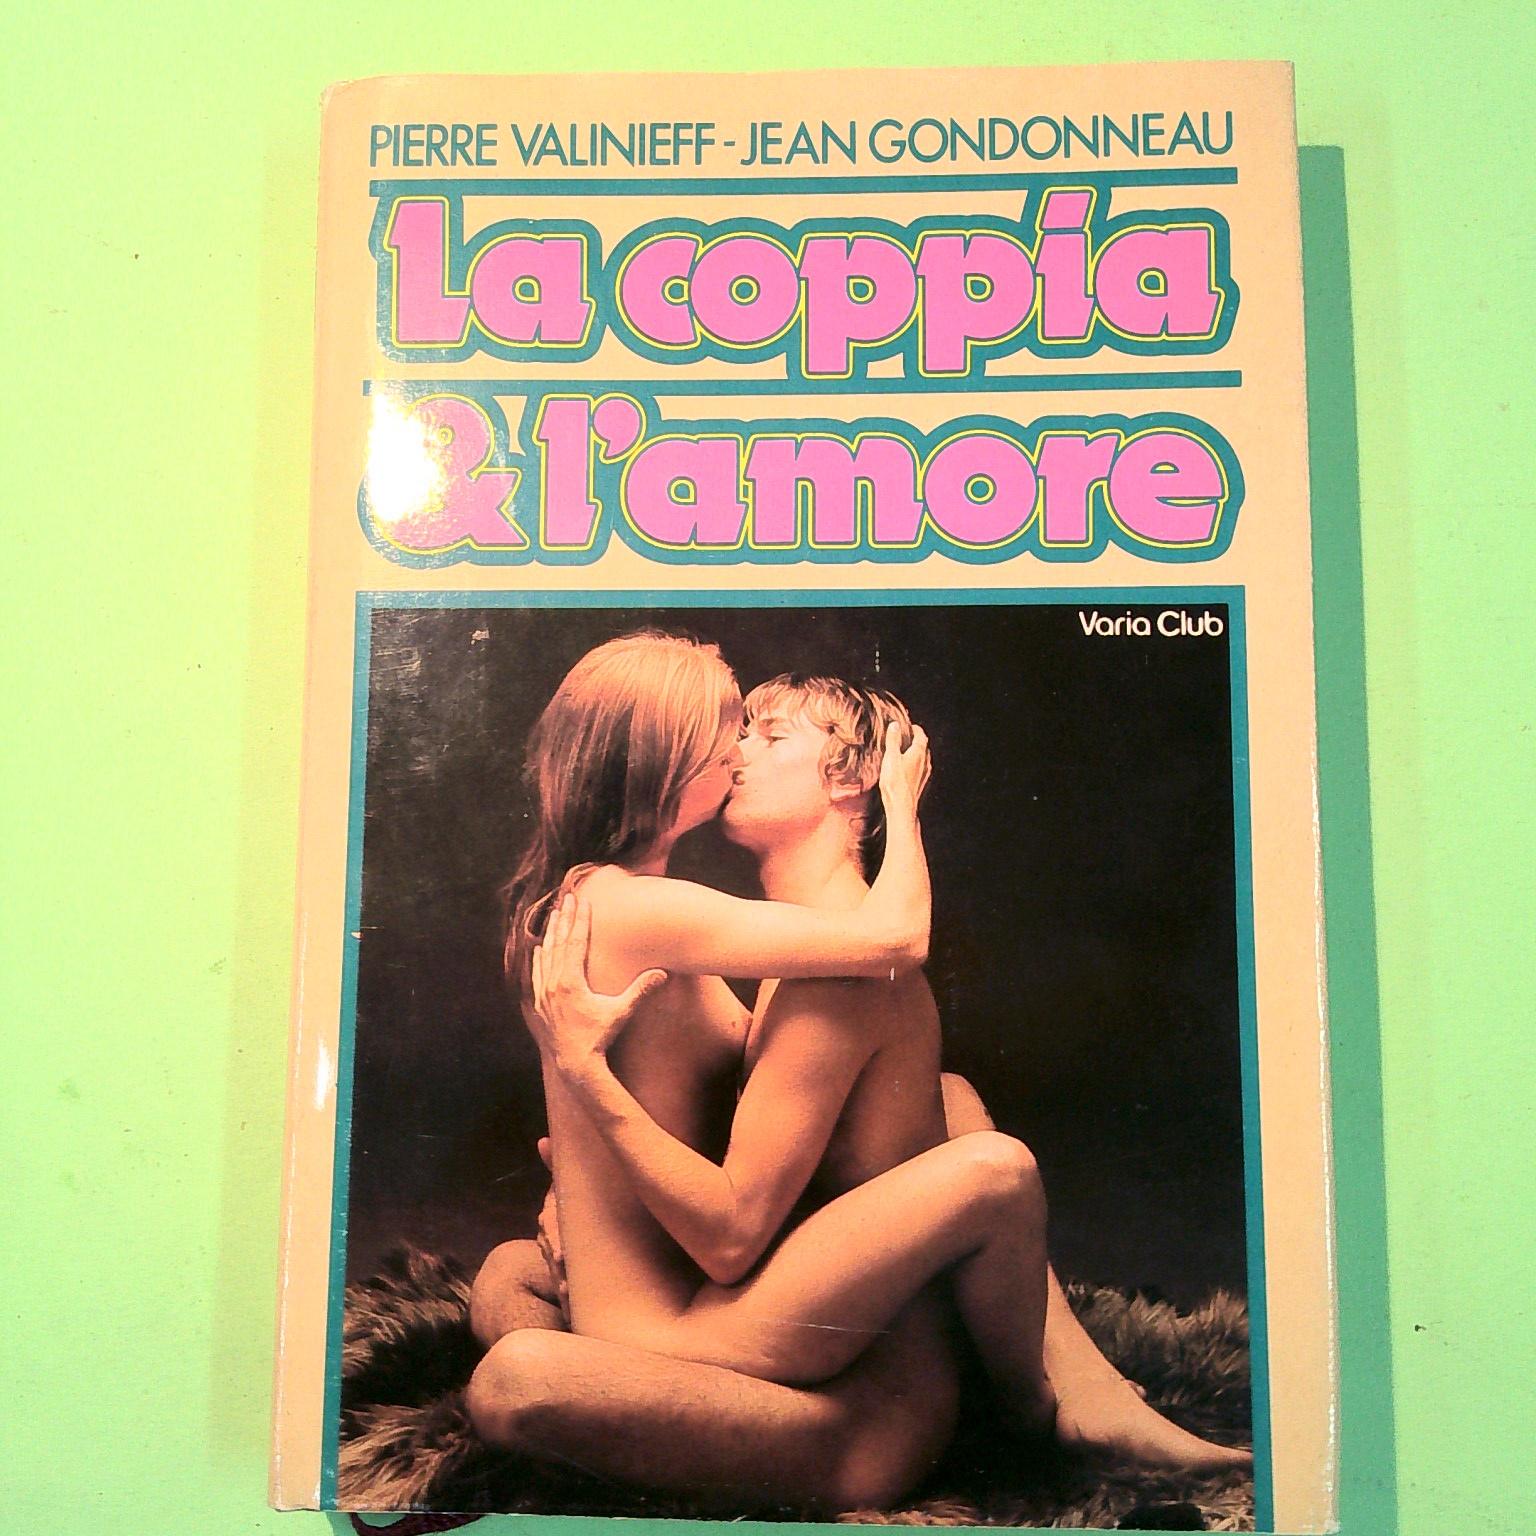 PIERRE VALINIEFF-JEAN GONDONNEAU
La coppia
& l'amore
Varia Club